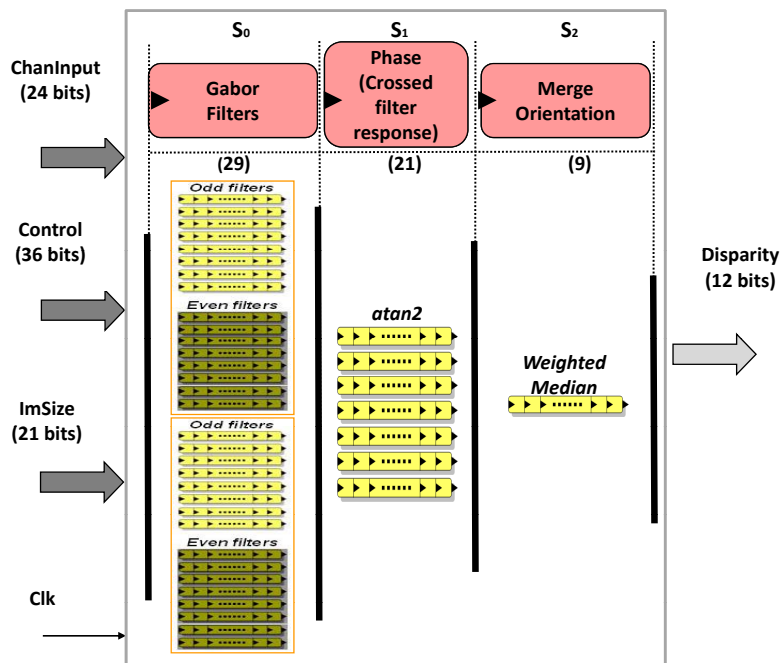 S0
S1
S2
ChanInput
(24 bits)
Gabor
Filters
Phase
(Crossed
filter
response)
Merge
Orientation
(29)
(21)
(9)
Odd filters
Control
(36 bits)
Disparity
(12 bits)
Even filters
atan2
Weighted
Median
ImSize
(21 bits)
Odd filters
Even filters
Clk